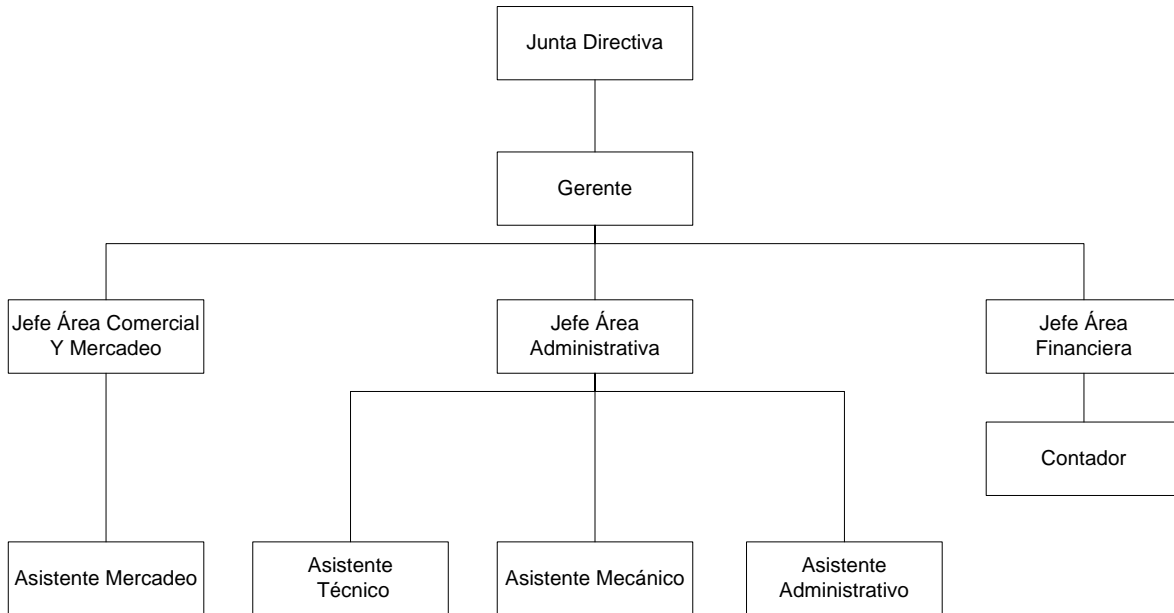 Junta Directiva
Gerente
Jefe Área Comercial
Y Mercadeo
Jefe Área
Administrativa
Jefe Área
Financiera
Contador
Asistente Mercadeo
Asistente
Técnico
Asistente Mecánico
Asistente
Administrativo